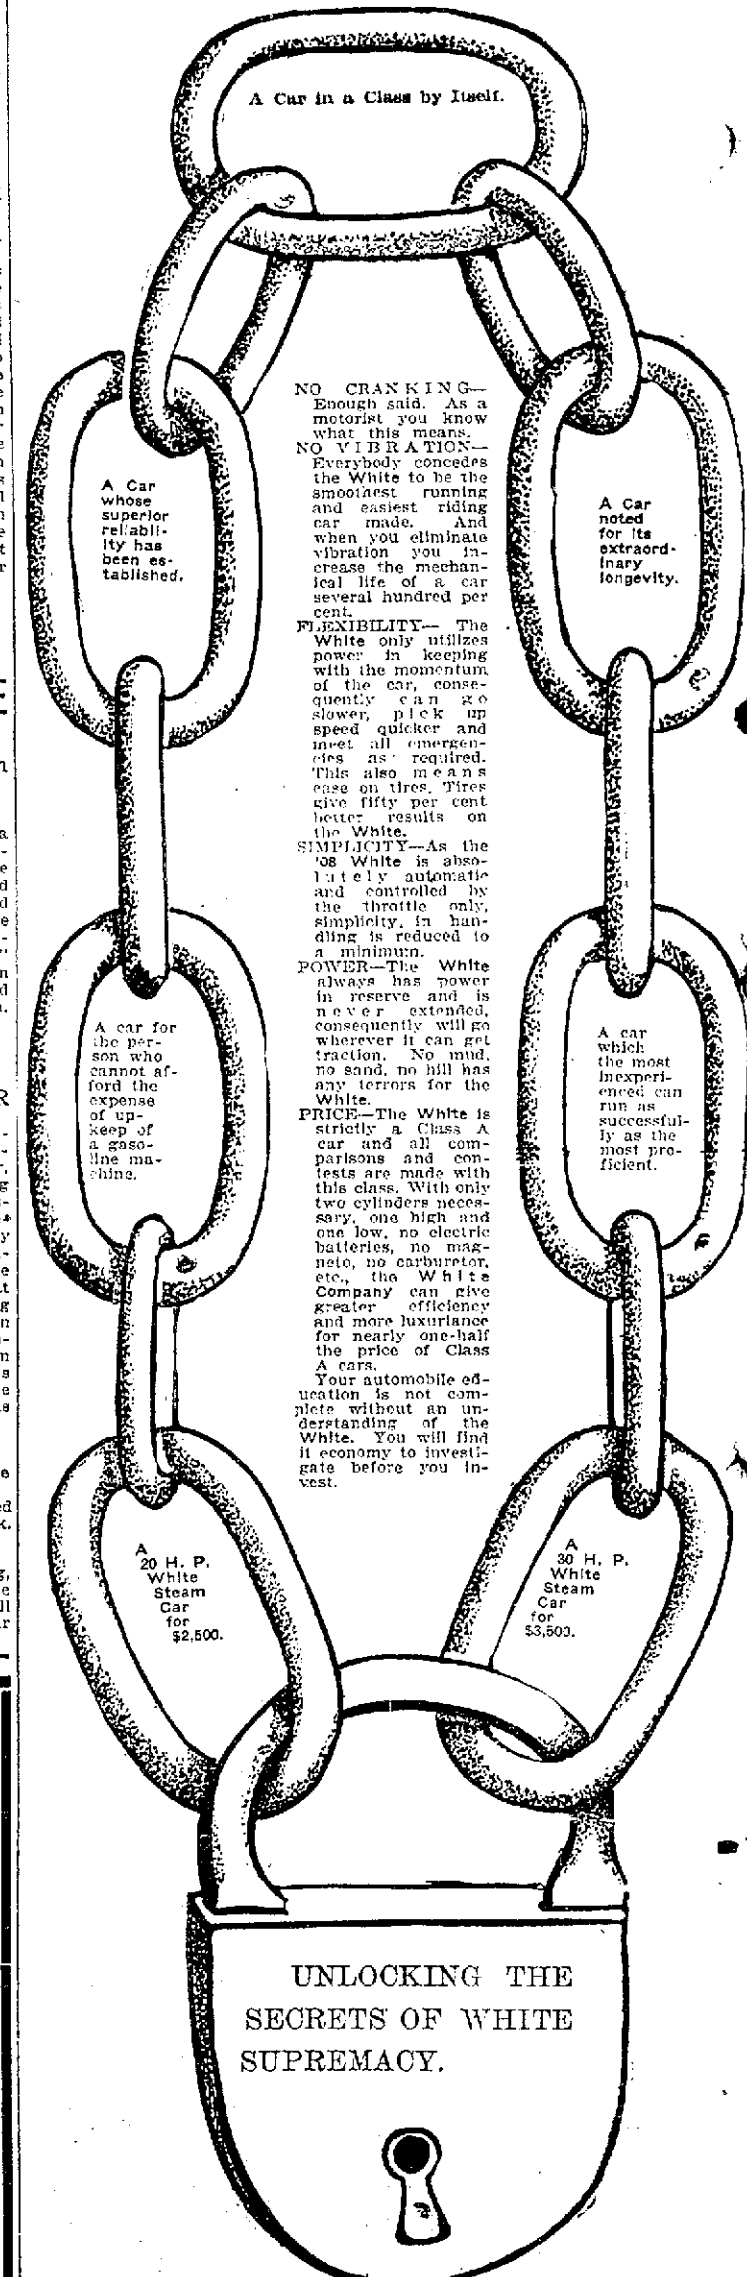 A Car in a Class by Itself.
A Car
whose
superior
reliabil-
ity has
been es-
tablished.
A Car
noted
for its
extraord-
inary
longevity.
A car for
the per-
son who
cannot af-
ford the
expense
of up-
keep of
a gaso-
line ma-
chine.
A car
which
the most
inexperi-
enced can
run as
successful-
ly as the
most pro-
ficient.
A
20 H. P.
White
Steam
Car
for
$2,500.
A
30 H. P.
White
Steam
Car
for
$3,500.
NO CRANKING—
Enough said. As a
motorist you know
what this means.
NO VIBRATION—
Everybody concedes
the White to be the
smoothest running
and easiest riding
car made. And
when you eliminate
vibration you in-
crease the mechan-
ical life of a car
several hundred per
cent.
FLEXIBILITY— The
White only utilizes
power in keeping
with the momentum
of the car, conse-
quently can go
slower, pick up
speed quicker and
meet all emergen-
cies as required.
This also means
ease on tires. Tires
give fifty per cent
better results on
the White.
SIMPLICITY—As the
'08 White is abso-
lutely automatic
and controlled by
the throttle only,
simplicity, in han-
dling is reduced to
a minimum.
POWER—The White
always has power
in reserve and is
never extended,
consequently will go
wherever it can get
traction. No mud,
no sand, no hill has
any terrors for the
White.
PRICE—The White is
strictly a Class A
car and all com-
parisons and con-
tests are made with
this class. With only
two cylinders neces-
sary, one high and
one low, no electric
batteries, no mag-
neto, no carburetor,
etc., the White
Company can give
greater efficiency
and more luxuriance
for nearly one-half
the price of Class
A cars.
Your automobile ed-
ucation is not com-
plete without an un-
derstanding of the
White. You will find
it economy to investi-
gate before you in-
vest.
UNLOCKING THE
SECRETS OF WHITE
SUPREMACY.